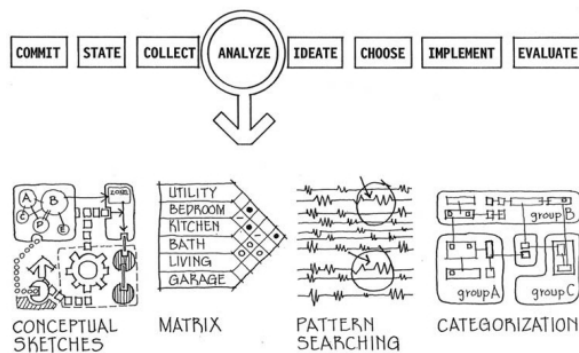 COMMIT STATE COLLECT ANALYZE IDEATE CHOOSE IMPLEMENT EVALUATE
A B
P
UTILITY
BEDROOM
KITCHEN
BATH
LIVING
GARAGE
group B
group A group C
CONCEPTUAL SKETCHES
MATRIX
PATTERN SEARCHING
CATEGORIZATION